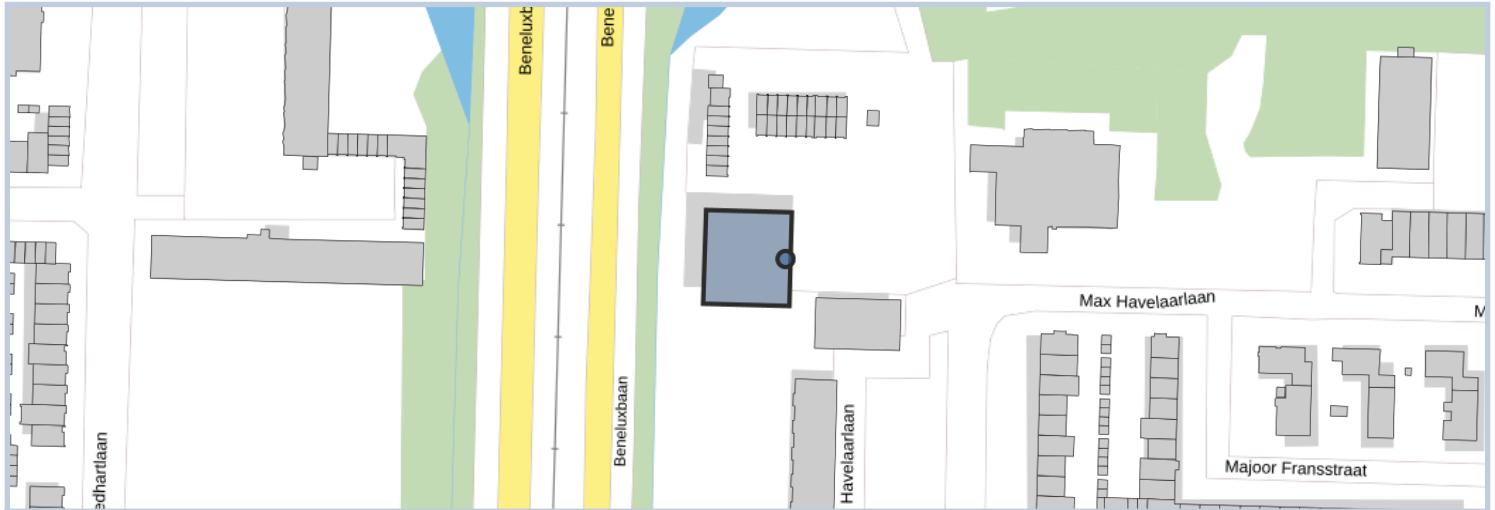 Beneluxb
Bene
Max Havelaarlaan
M
Beneluxbaan
Havelaarlaan
edhartlaan
Majoor Fransstraat